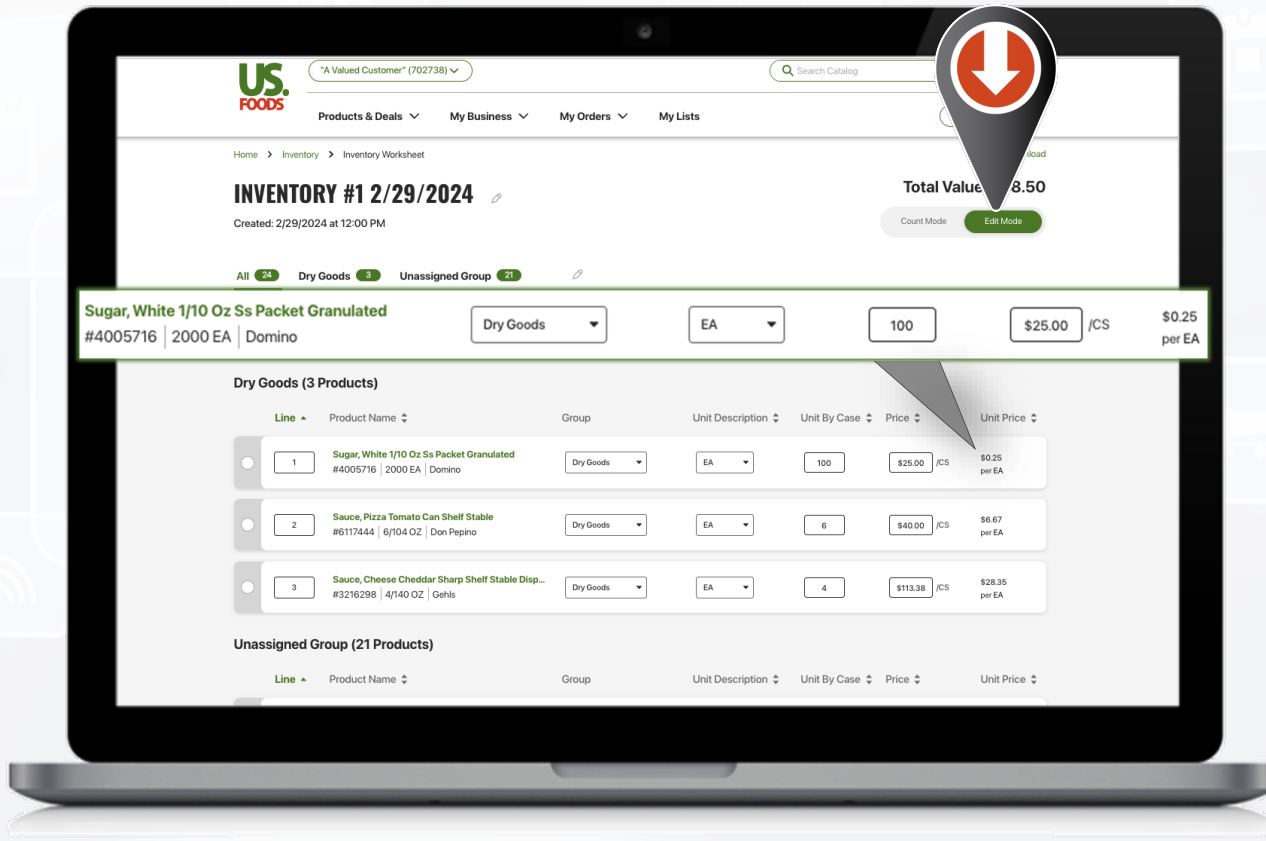 US.
FOODS
"A Valued Customer" (702738)
Search Catalog
Products & Deals My Business My Orders My Lists
Home > Inventory > Inventory Worksheet
INVENTORY #1 2/29/2024
Total Value 8.50
Created: 2/29/2024 at 12:00 PM
Count Mode Edit Mode
All 24 Dry Goods 3 Unassigned Group 21
Sugar, White 1/10 Oz Ss Packet Granulated
#4005716 | 2000 EA | Domino
Dry Goods EA 100 $25.00 /CS $0.25
per EA
Dry Goods (3 Products)
Line Product Name Group Unit Description Unit By Case Price Unit Price
1 Sugar, White 1/10 Oz Ss Packet Granulated
#4005716 | 2000 EA | Domino
Dry Goods EA 100 $25.00 /CS $0.25
per EA
2 Sauce, Pizza Tomato Can Shelf Stable
#6117444 | 6/104 OZ | Don Pepino
Dry Goods EA 6 $40.00 /CS $6.67
per EA
3 Sauce, Cheese Cheddar Sharp Shelf Stable Disp...
#3216298 | 4/140 OZ | Gehls
Dry Goods EA 4 $113.38 /CS $28.35
per EA
Unassigned Group (21 Products)
Line Product Name Group Unit Description Unit By Case Price Unit Price